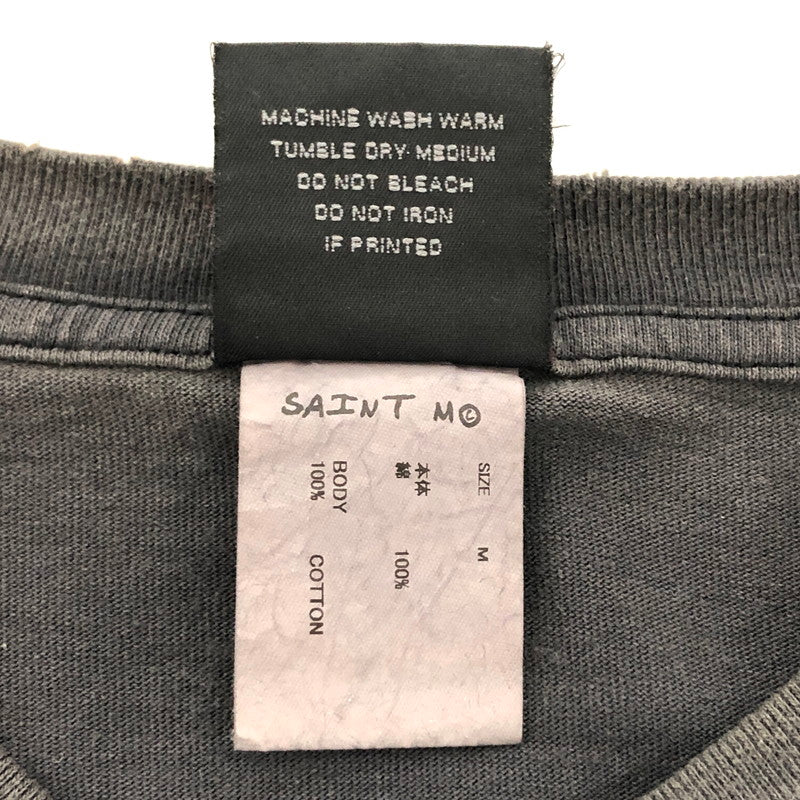 MACHINE WASH WARM
TUMBLE DRY·MEDIUM
DO NOT BLEACH
DO NOT IRON
IF PRINTED
SAINT M
SIZE M
本体
綿 100%
BODY
100% COTTON